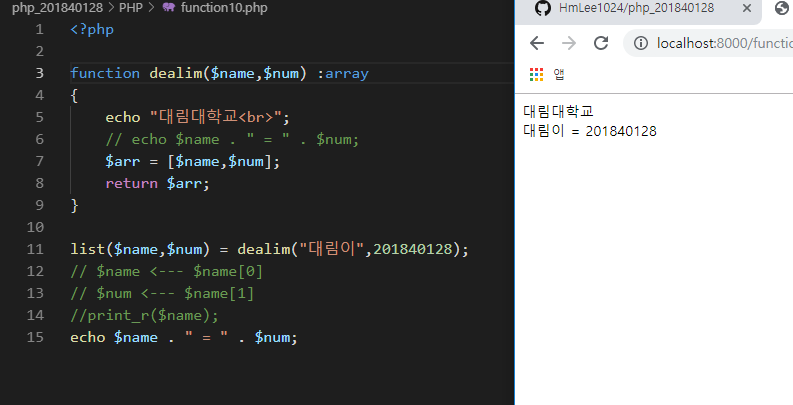 php_201840128 > PHP > function10.php
1 <?php
2
3 function dealim($name,$num) :array
4 {
5 echo "대림대학교<br>";
6 // echo $name . " = " . $num;
7 $arr = [$name,$num];
8 return $arr;
9 }
10
11 list($name,$num) = dealim("대림이",201840128);
12 // $name <--- $name[0]
13 // $num <--- $name[1]
14 //print_r($name);
15 echo $name . " = " . $num;
HmLee1024/php_201840128
localhost:8000/functio
앱
대림대학교
대림이 = 201840128